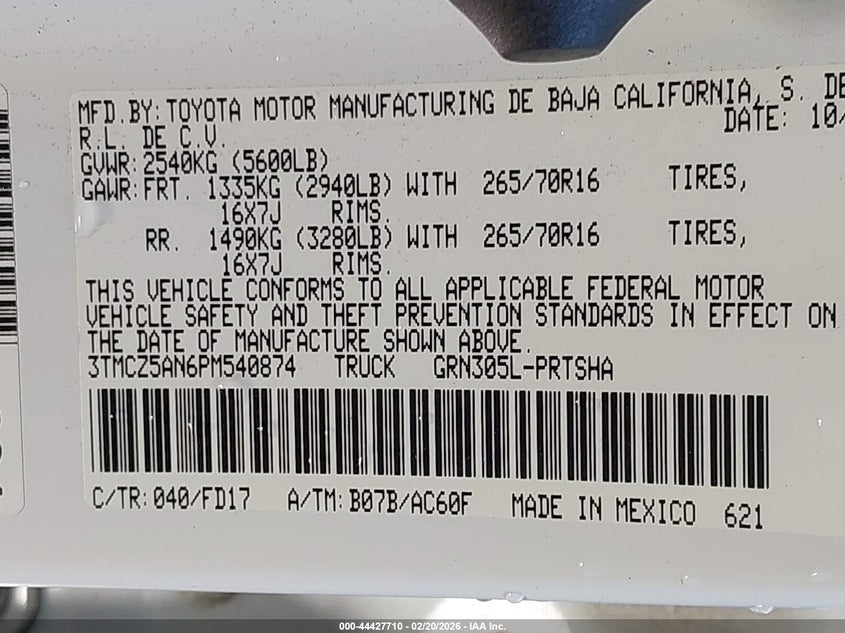 MFD.BY: TOYOTA MOTOR MANUFACTURING DE BAJA CALIFORNIA, S. DE
R.L. DE C.V. DATE: 10/
GVWR: 2540KG (5600LB)
GAWR: FRT. 1335KG (2940LB) WITH 265/70R16 TIRES,
16X7J RIMS.
RR. 1490KG (3280LB) WITH 265/70R16 TIRES,
16X7J RIMS.
THIS VEHICLE CONFORMS TO ALL APPLICABLE FEDERAL MOTOR
VEHICLE SAFETY AND THEFT PREVENTION STANDARDS IN EFFECT ON
THE DATE OF MANUFACTURE SHOWN ABOVE.
3TMCZ5AN6PM540874 TRUCK GRN305L-PRTSHA
C/TR: 040/FD17 A/TM: B07B/AC60F MADE IN MEXICO 621
000-44427710 - 02/20/2026 - IAA Inc.